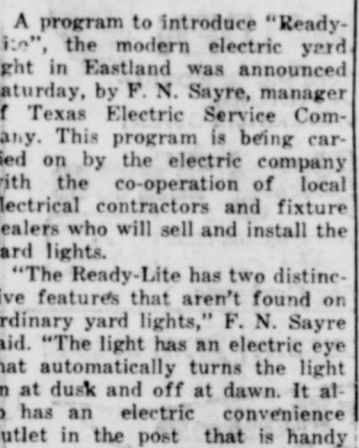 A program to introduce "Ready-
ite", the modern electric yard
ght in Eastland was announced
aturday, by F. N. Sayre, manager
f Texas Electric Service Com-
any. This program is being car-
ied on by the electric company
ith the co-operation of local
lectrical contractors and fixture
ealers who will sell and install the
ard lights.
"The Ready-Lite has two distinc-
ive features that aren't found on
rdinary yard lights," F. N. Sayre
aid. "The light has an electric eye
hat automatically turns the light
n at dusk and off at dawn. It al-
o has an electric convenience
utlet in the post that is handy